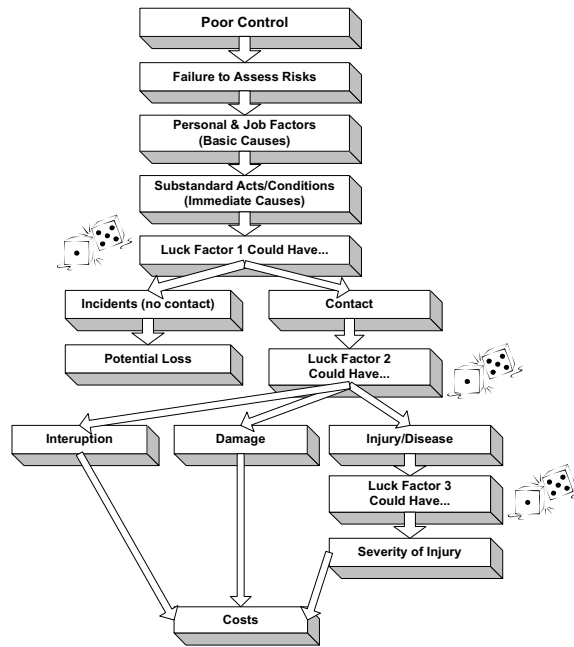 Poor Control
Failure to Assess Risks
Personal & Job Factors
(Basic Causes)
Substandard Acts/Conditions
(Immediate Causes)
Luck Factor 1 Could Have...
Incidents (no contact)
Contact
Potential Loss
Luck Factor 2
Could Have...
Interuption
Damage
Injury/Disease
Luck Factor 3
Could Have...
Severity of Injury
Costs